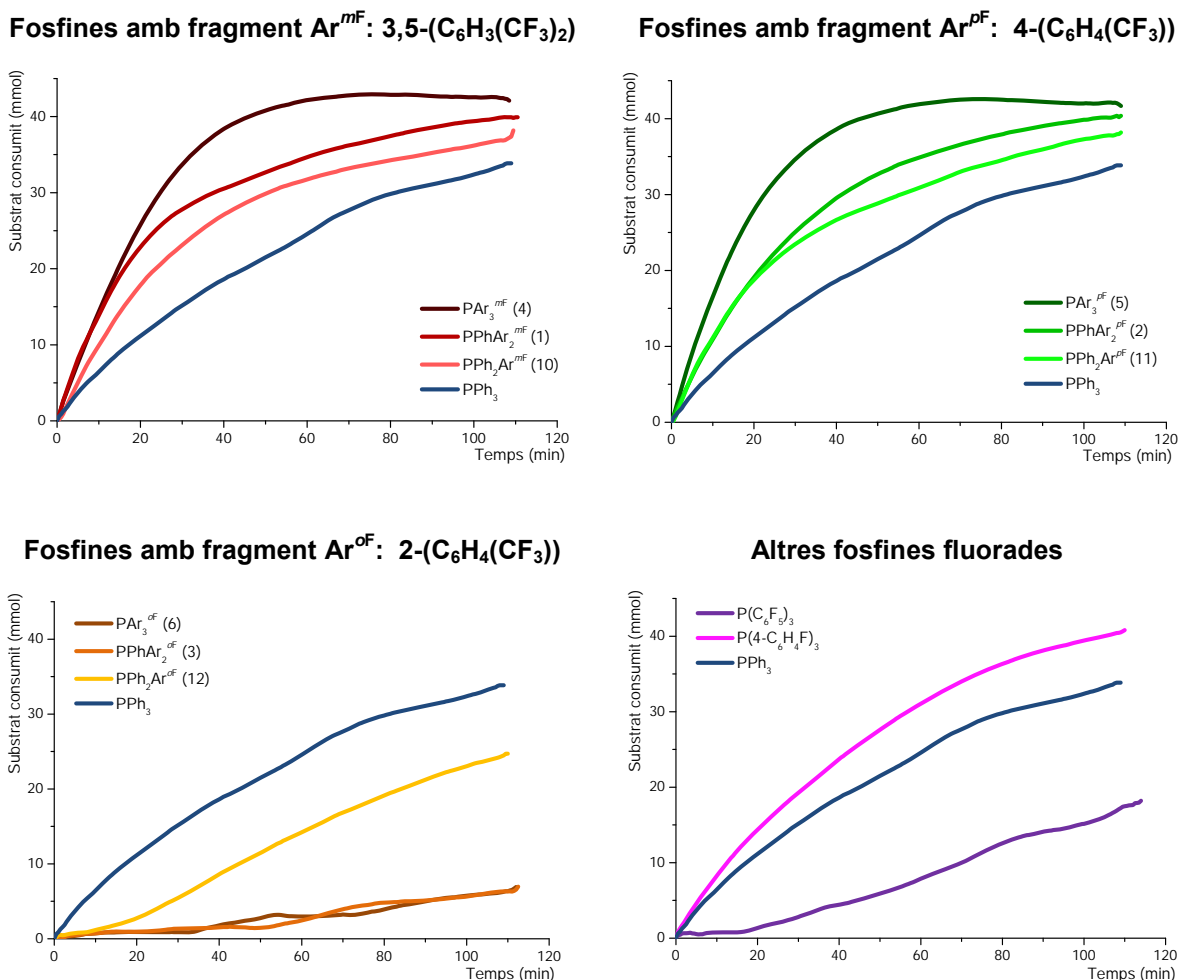 Fosfines amb fragment Ar^mF: 3,5-(C₆H₃(CF₃)₂)
Substrat consumit (mmol)
40
30
20
10
0
0 20 40 60 80 100 120
Temps (min)
PAr₃^mF (4)
PPhAr₂^mF (1)
PPh₂Ar^mF (10)
PPh₃
Fosfines amb fragment Ar^pF: 4-(C₆H₄(CF₃))
Substrat consumit (mmol)
40
30
20
10
0
0 20 40 60 80 100 120
Temps (min)
PAr₃^pF (5)
PPhAr₂^pF (2)
PPh₂Ar^pF (11)
PPh₃
Fosfines amb fragment Ar^oF: 2-(C₆H₄(CF₃))
Substrat consumit (mmol)
40
30
20
10
0
0 20 40 60 80 100 120
Temps (min)
PAr₃^oF (6)
PPhAr₂^oF (3)
PPh₂Ar^oF (12)
PPh₃
Altres fosfines fluorades
Substrat consumit (mmol)
40
30
20
10
0
0 20 40 60 80 100 120
Temps (min)
P(C₆F₅)₃
P(4-C₆H₄F)₃
PPh₃